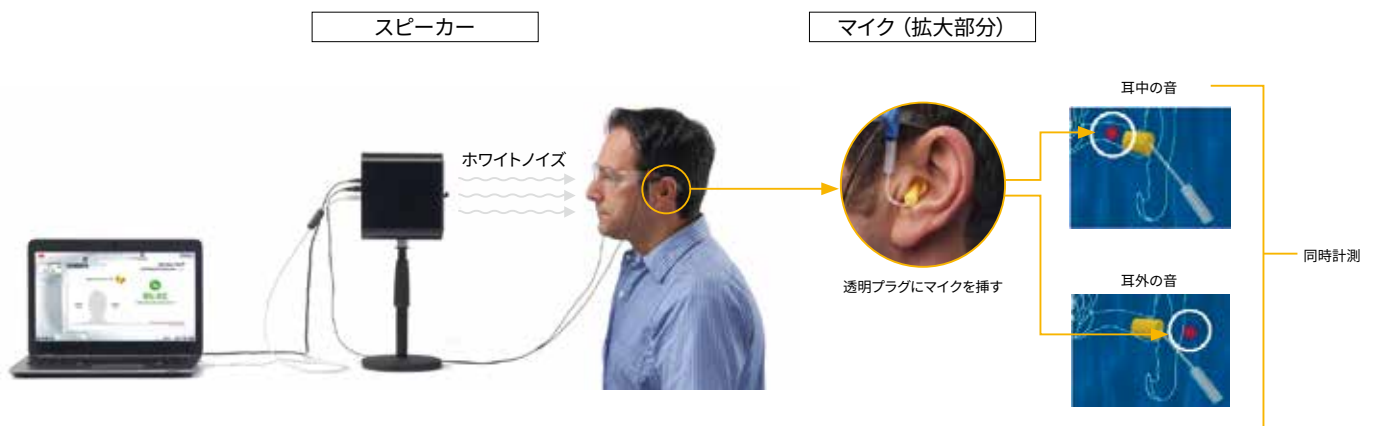 スピーカー
マイク（拡大部分）
ホワイトノイズ
透明プラグにマイクを挿す
耳中の音
耳外の音
同時計測